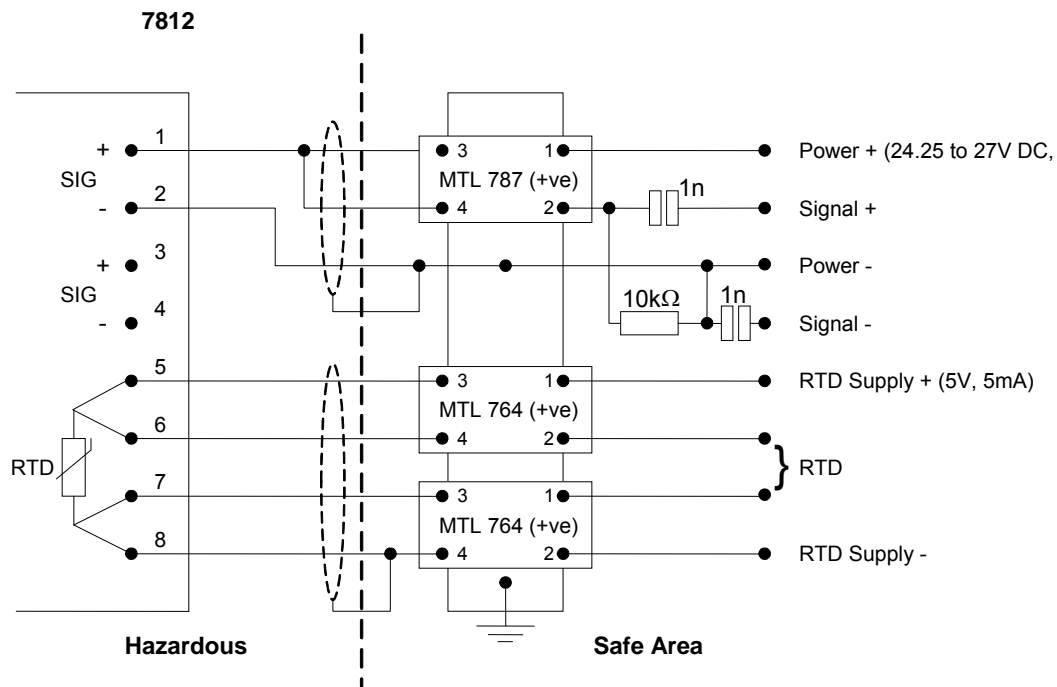 7812
1
+
SIG
2
-
3
+
SIG
4
-
5
6
RTD
7
8
3 1
MTL 787 (+ve)
4 2
1n
10kΩ
1n
3 1
MTL 764 (+ve)
4 2
3 1
MTL 764 (+ve)
4 2
Power + (24.25 to 27V DC,
Signal +
Power -
Signal -
RTD Supply + (5V, 5mA)
} RTD
RTD Supply -
Hazardous
Safe Area